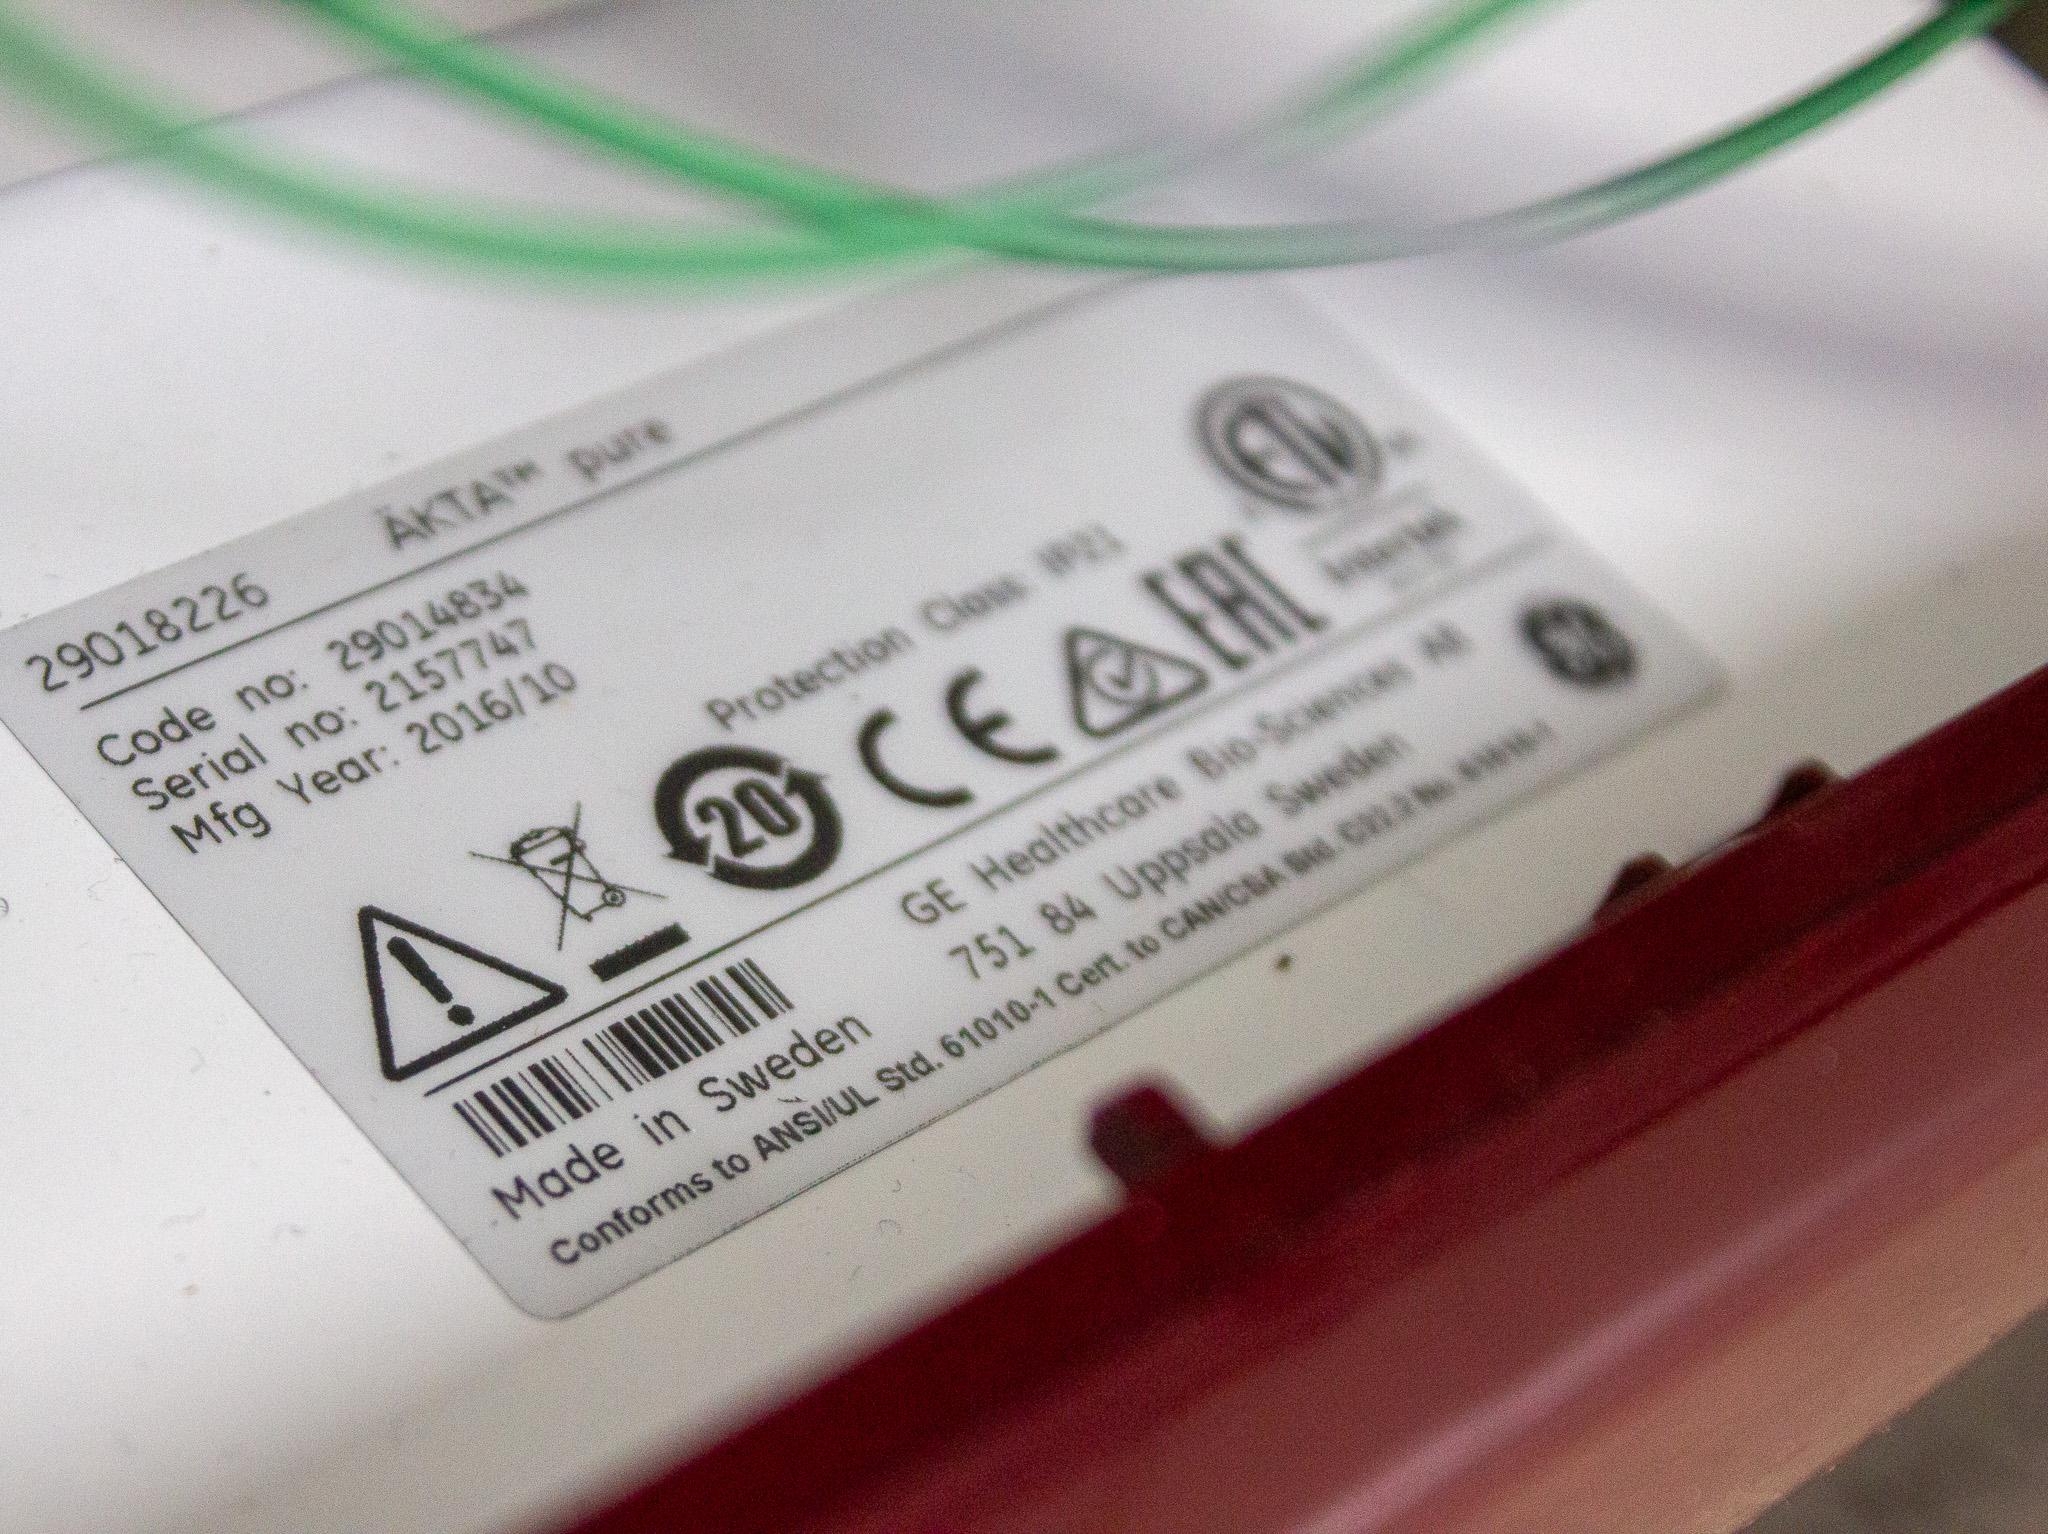 29018226 ÄKTA™ pure
Code no: 29014834
Serial no: 2157747
Mfg Year: 2016/10
Protection Class IP21
20
CE
EAC
Intertek
GE Healthcare Bio-Sciences AB
751 84 Uppsala Sweden
Made in Sweden
Conforms to ANSI/UL Std. 61010-1 Cert. to CAN/CSA Std. C22.2 No. 61010-1